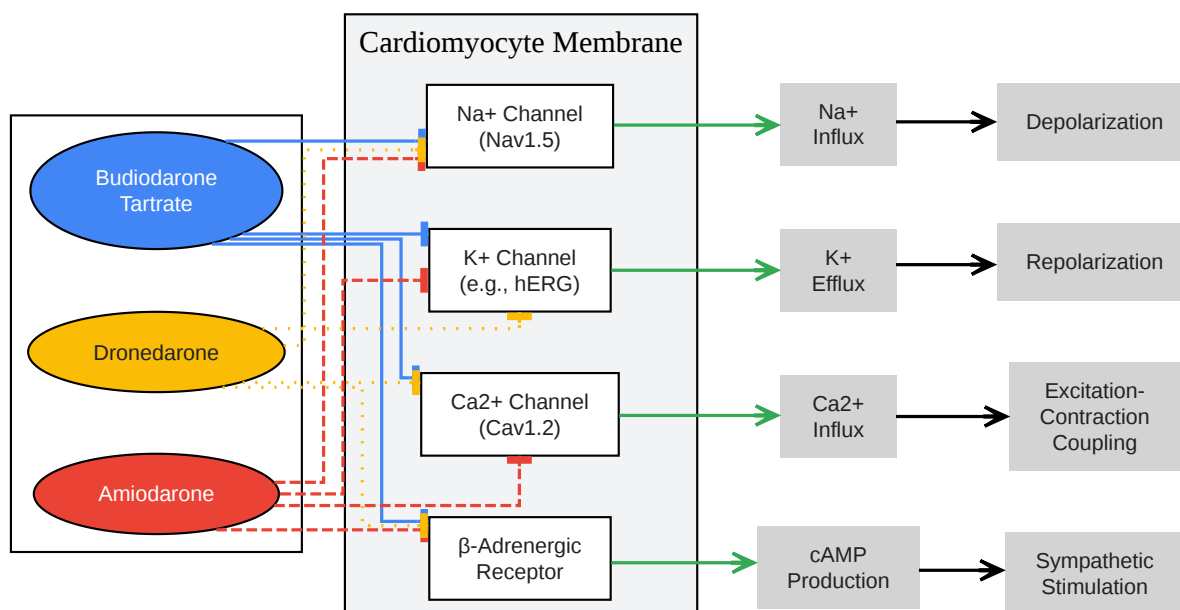 Cardiomyocyte Membrane
Budiodarone
Tartrate
Dronedarone
Amiodarone
Na+ Channel
(Nav1.5)
K+ Channel
(e.g., hERG)
Ca2+ Channel
(Cav1.2)
β-Adrenergic
Receptor
Na+
Influx
Depolarization
K+
Efflux
Repolarization
Ca2+
Influx
Excitation-
Contraction
Coupling
cAMP
Production
Sympathetic
Stimulation